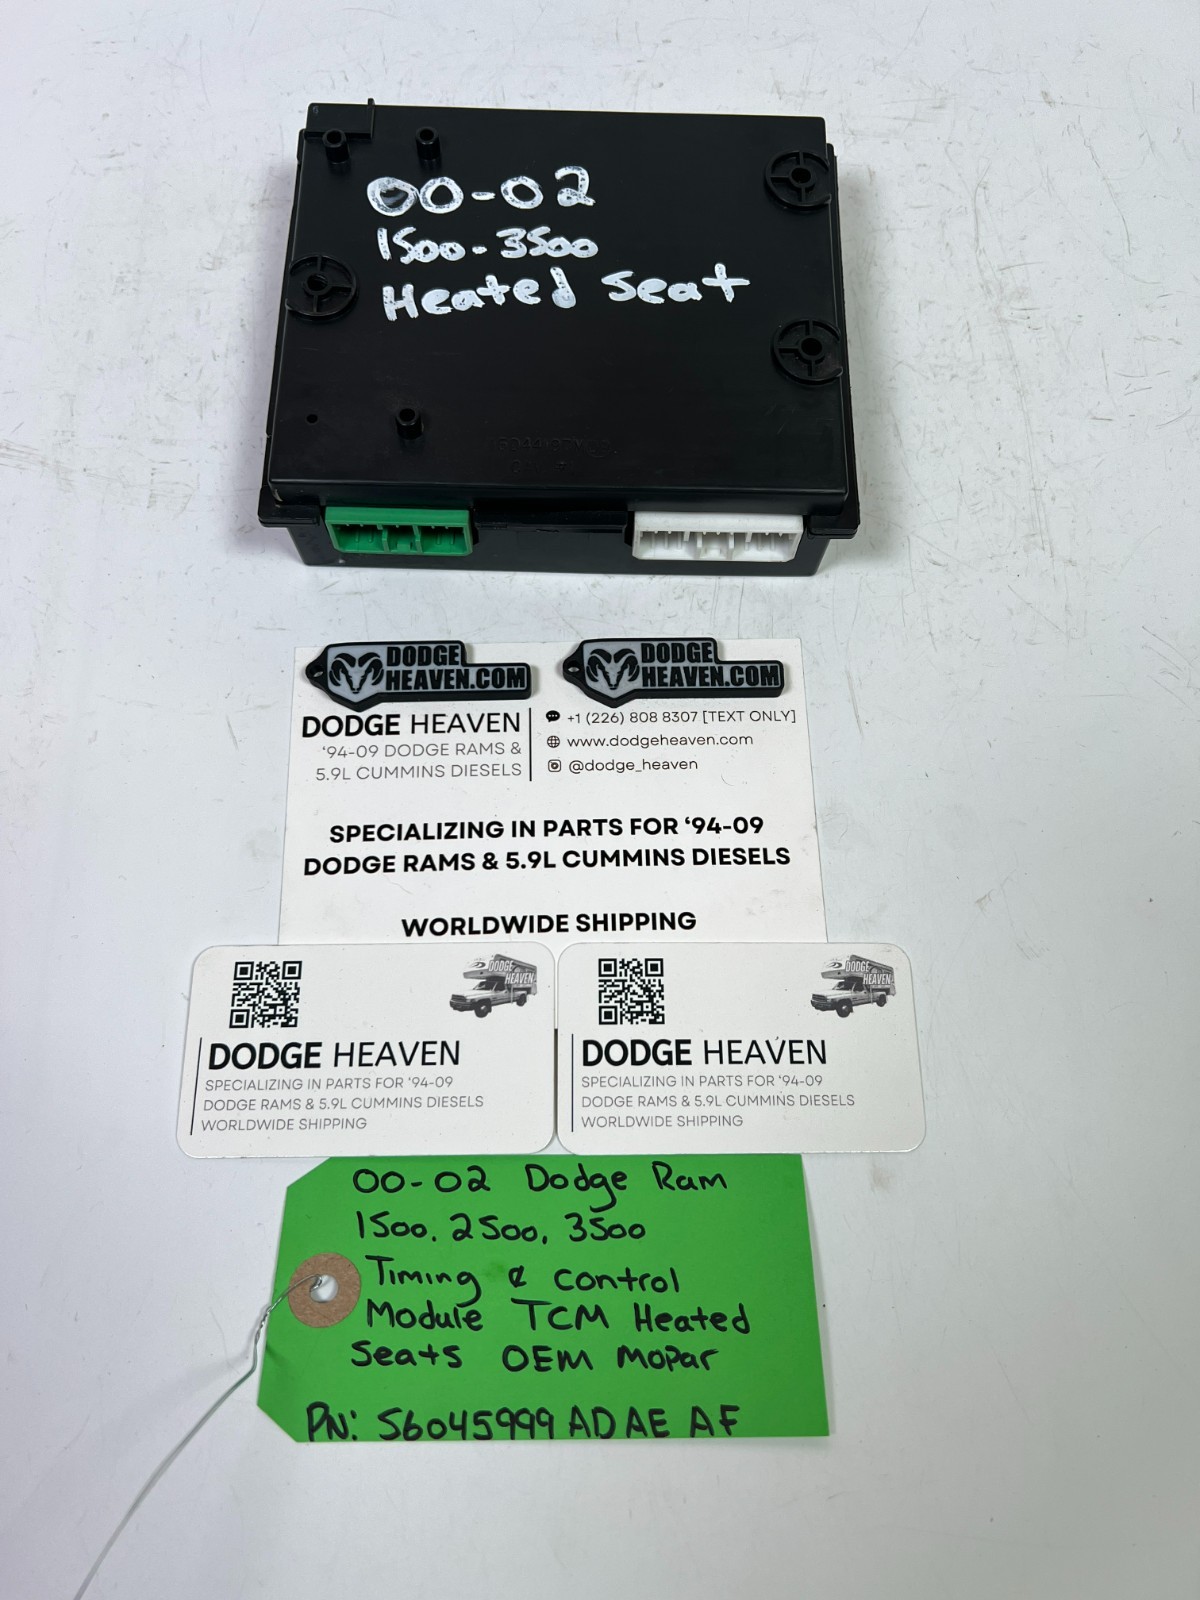 00-02
1500-3500
Heated Seat
DODGE
HEAVEN.COM
DODGE
HEAVEN.COM
DODGE HEAVEN
'94-09 DODGE RAMS &
5.9L CUMMINS DIESELS
+1 (226) 808 8307 [TEXT ONLY]
www.dodgeheaven.com
@dodge_heaven
SPECIALIZING IN PARTS FOR '94-09
DODGE RAMS & 5.9L CUMMINS DIESELS
WORLDWIDE SHIPPING
DODGE
HEAVEN
DODGE HEAVEN
SPECIALIZING IN PARTS FOR '94-09
DODGE RAMS & 5.9L CUMMINS DIESELS
WORLDWIDE SHIPPING
DODGE
HEAVEN
DODGE HEAVEN
SPECIALIZING IN PARTS FOR '94-09
DODGE RAMS & 5.9L CUMMINS DIESELS
WORLDWIDE SHIPPING
00-02 Dodge Ram
1500, 2500, 3500
Timing & control
Module TCM Heated
Seats OEM Mopar
PN: 56045999 AD AE AF